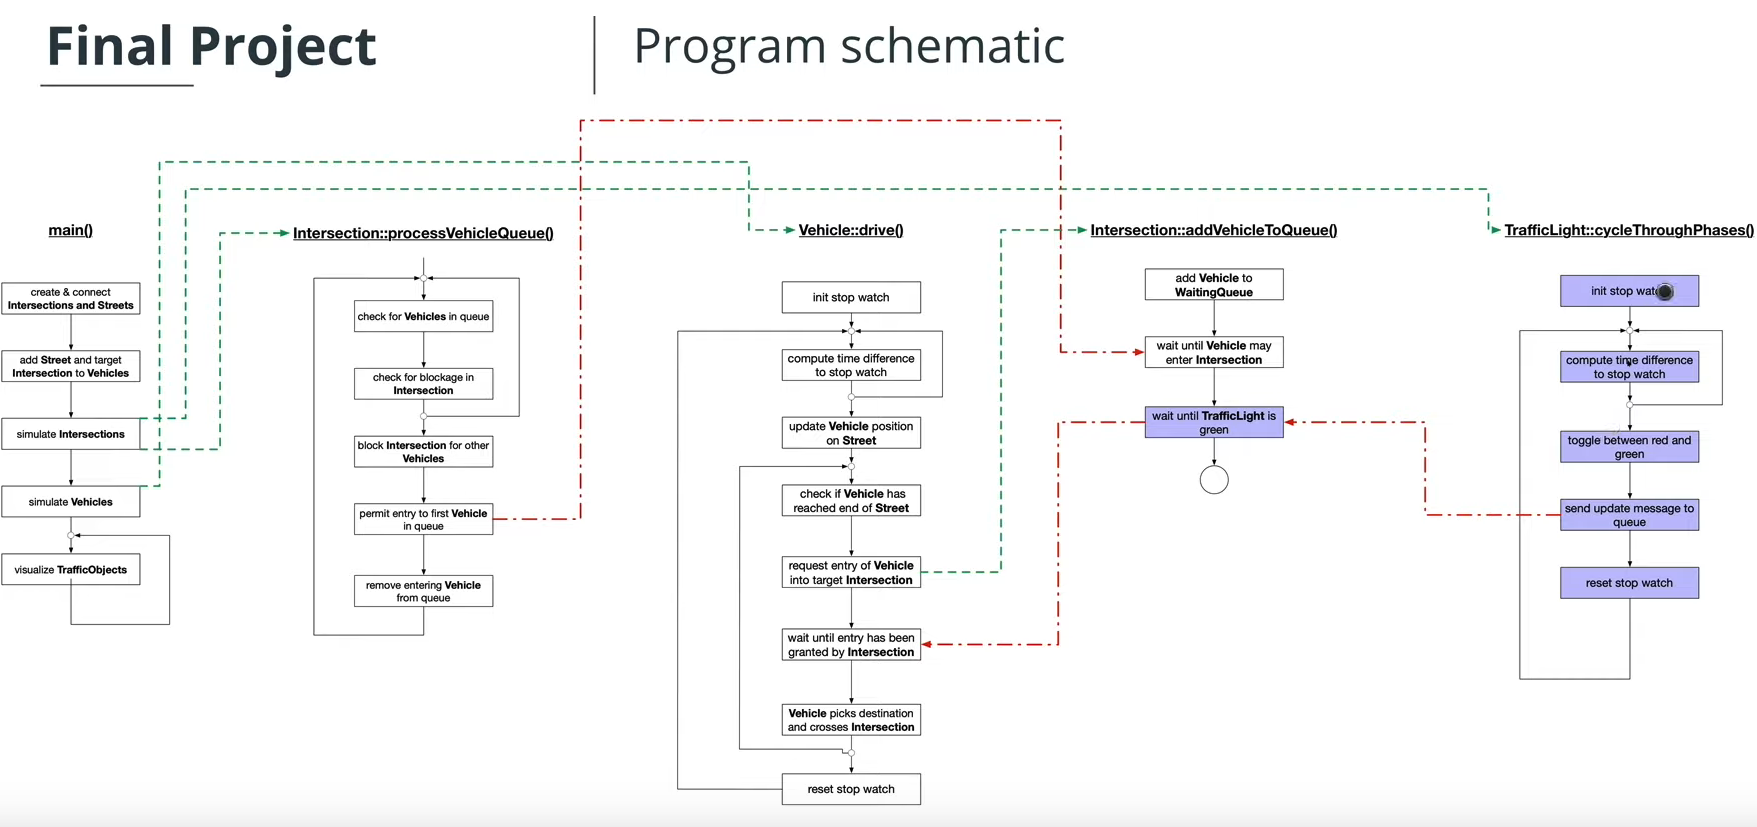 Final Project
Program schematic
main()
create & connect
Intersections and Streets
add Street and target
Intersection to Vehicles
simulate Intersections
simulate Vehicles
visualize TrafficObjects
Intersection::processVehicleQueue()
check for Vehicles in queue
check for blockage in
Intersection
block Intersection for other
Vehicles
permit entry to first Vehicle
in queue
remove entering Vehicle
from queue
Vehicle::drive()
init stop watch
compute time difference
to stop watch
update Vehicle position
on Street
check if Vehicle has
reached end of Street
request entry of Vehicle
into target Intersection
wait until entry has been
granted by Intersection
Vehicle picks destination
and crosses Intersection
reset stop watch
Intersection::addVehicleToQueue()
add Vehicle to
WaitingQueue
wait until Vehicle may
enter Intersection
wait until TrafficLight is
green
TrafficLight::cycleThroughPhases()
init stop watch
compute time difference
to stop watch
toggle between red and
green
send update message to
queue
reset stop watch